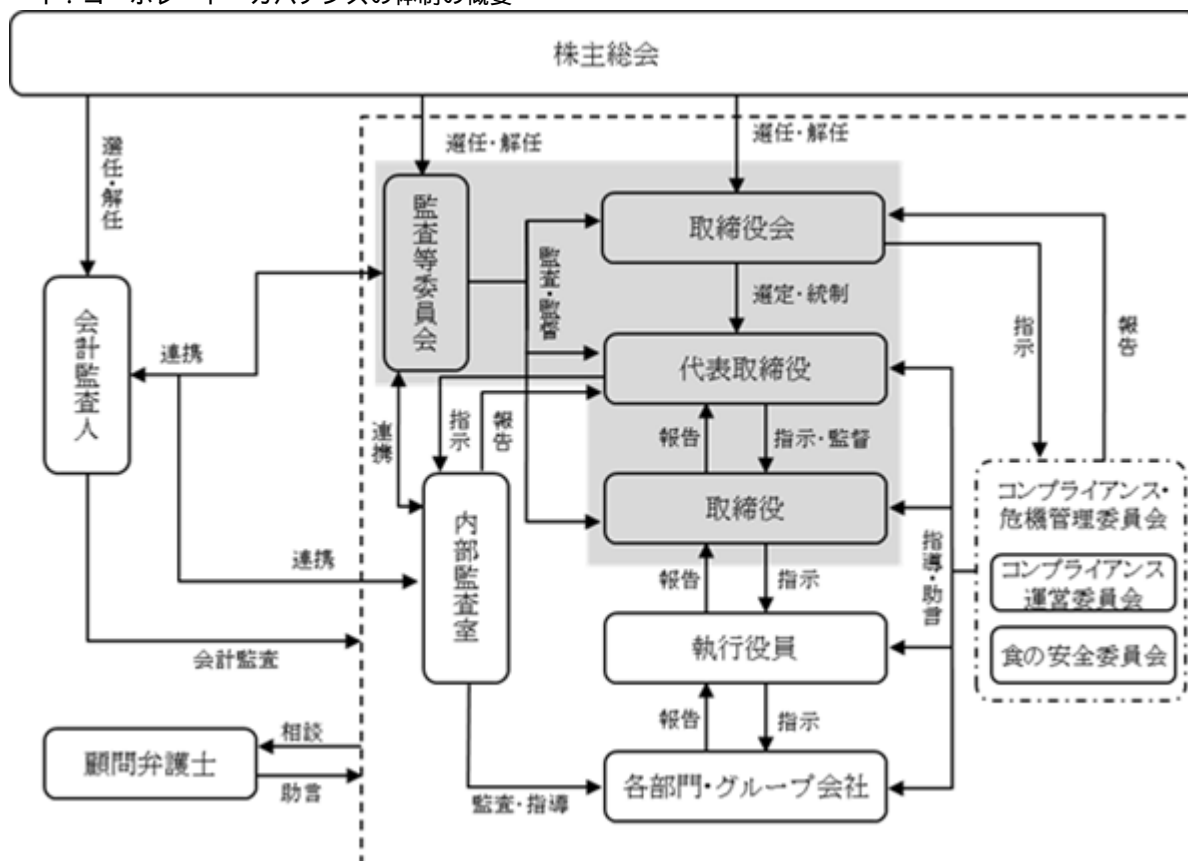 株主総会
選任・解任
選任・解任
選任・解任
監査等委員会
取締役会
監査・監督
選定・統制
指示
報告
会計監査人
連携
代表取締役
連携
指示
報告
報告
指示・監督
コンプライアンス・
危機管理委員会
コンプライアンス
運営委員会
食の安全委員会
内部監査室
取締役
連携
報告
指示
指導・助言
会計監査
執行役員
報告
指示
顧問弁護士
相談
助言
監査・指導
各部門・グループ会社